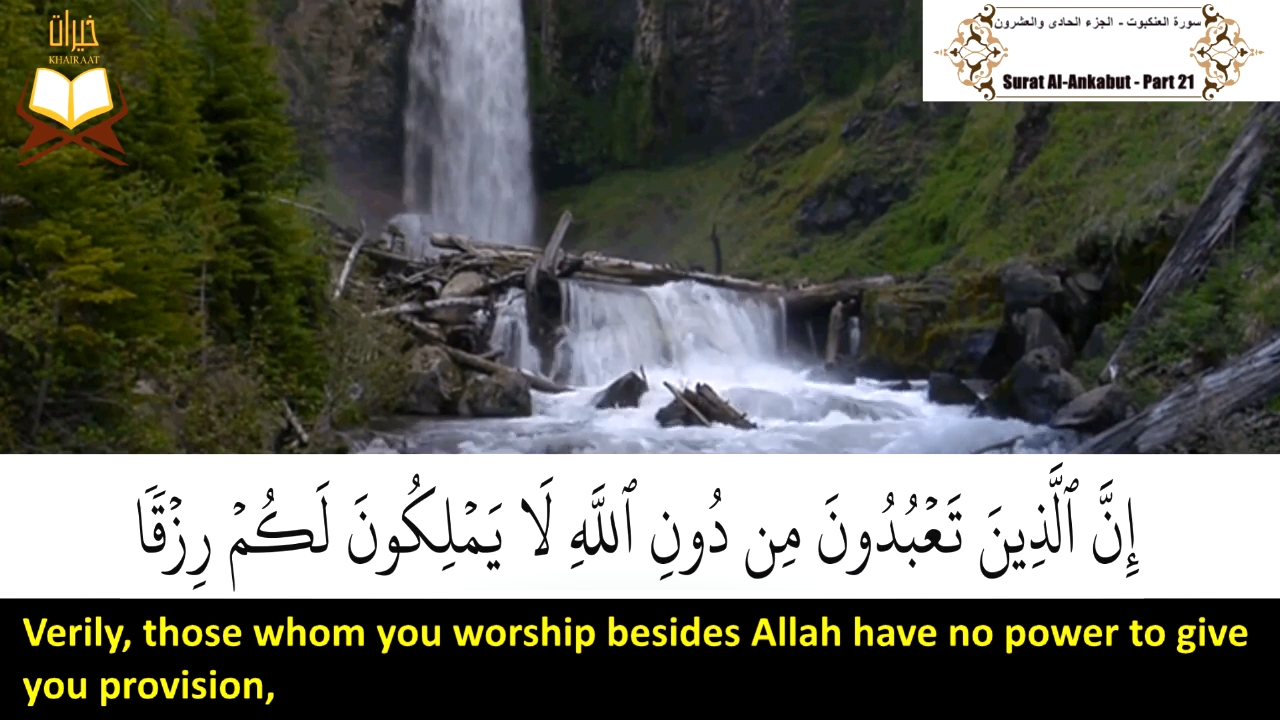 خيرات
KHAIRAAT
سورة العنكبوت - الجزء الحادى والعشرون
Surat Al-Ankabut - Part 21
إِنَّ ٱلَّذِينَ تَعۡبُدُونَ مِن دُونِ ٱللَّهِ لَا يَمۡلِكُونَ لَكُمۡ رِزۡقَا
Verily, those whom you worship besides Allah have no power to give
you provision,